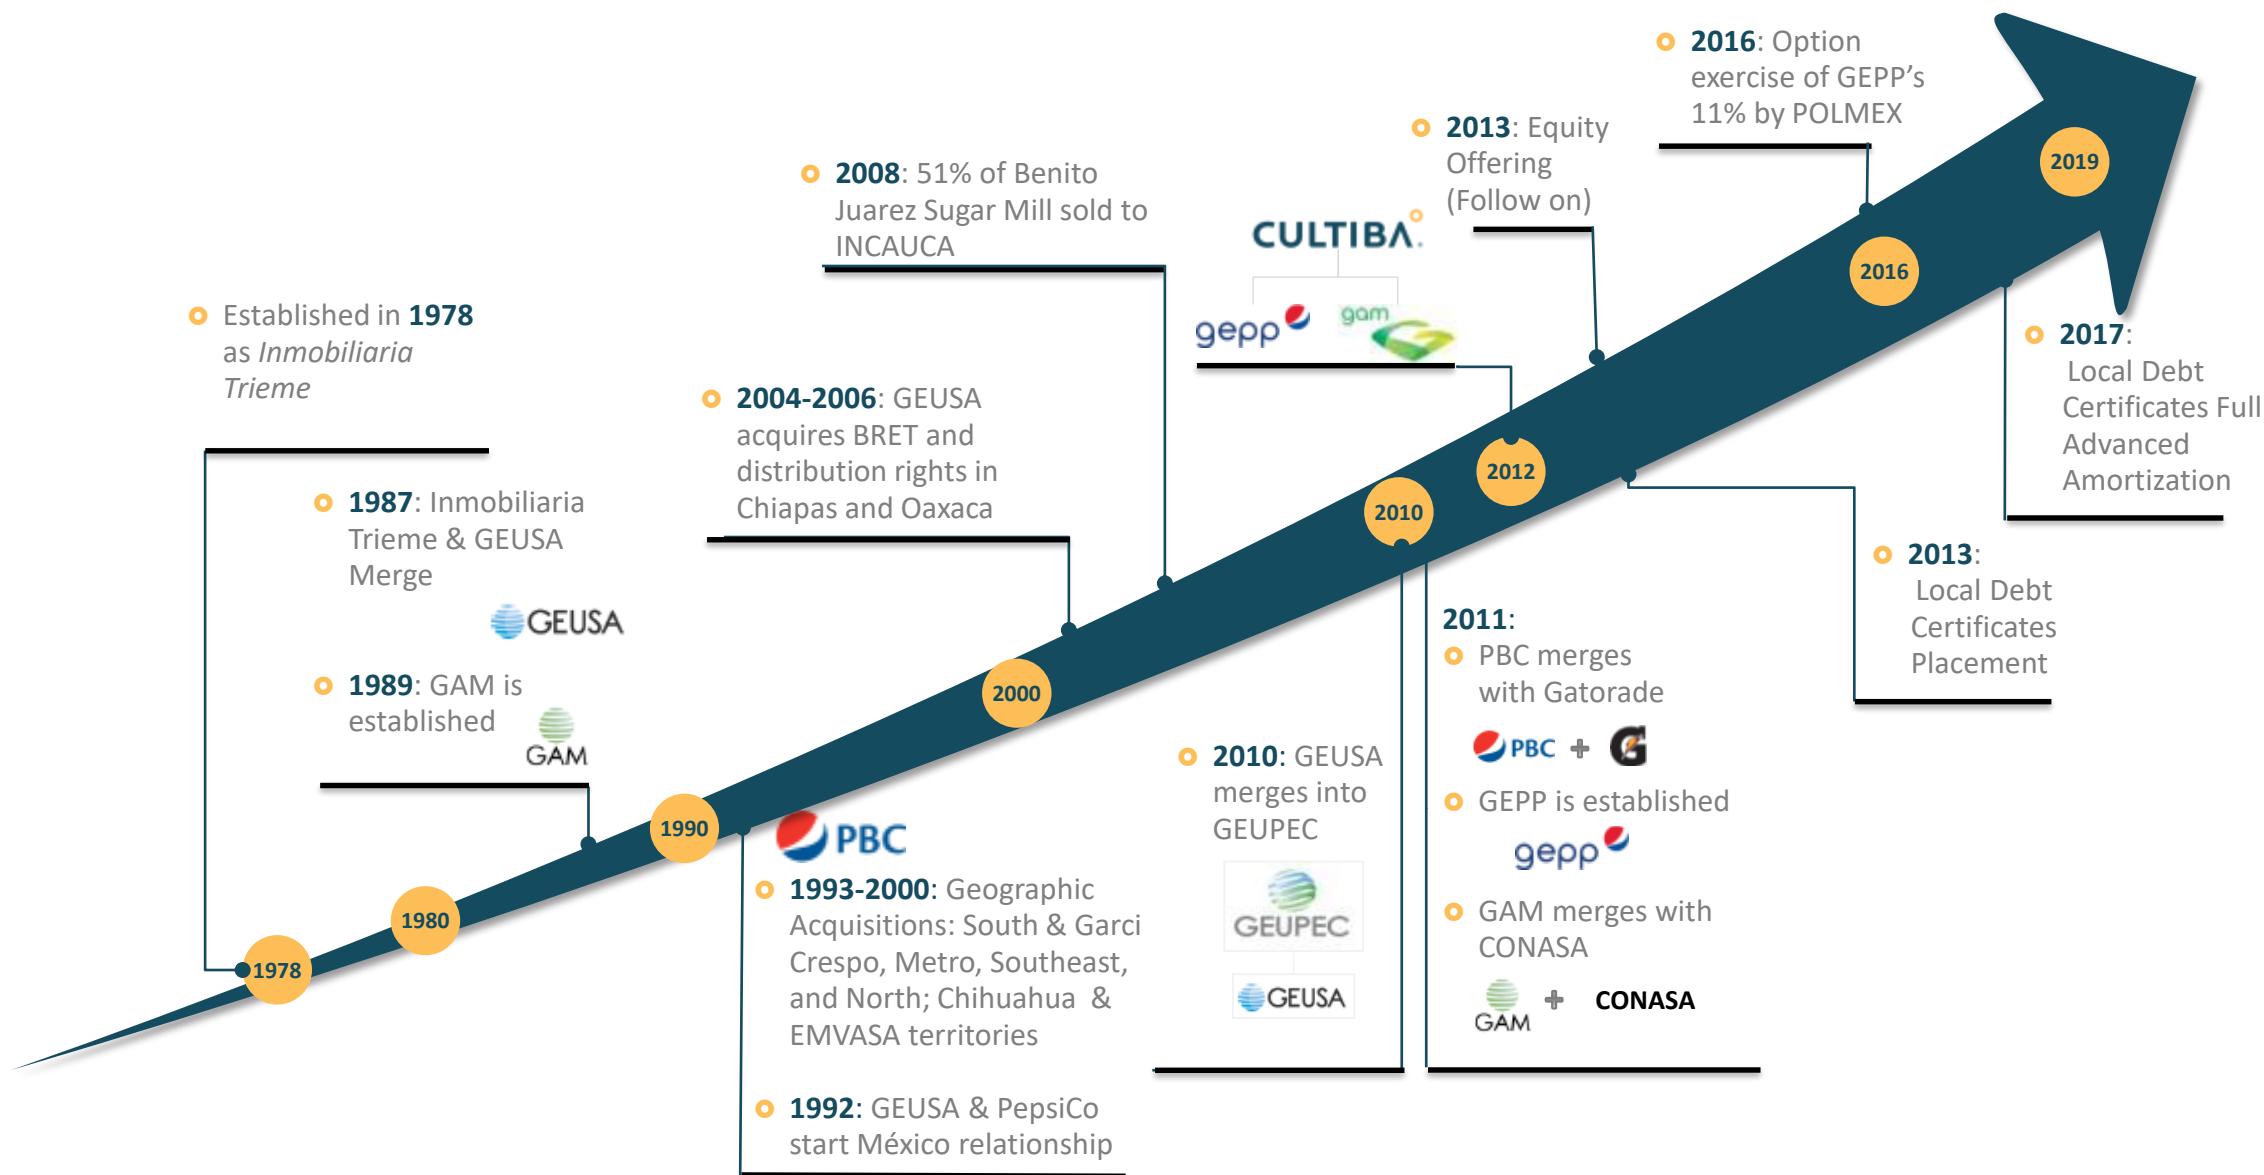 Established in 1978
as Inmobiliaria
Trieme
1987: Inmobiliaria
Trieme & GEUSA
Merge
GEUSA
1989: GAM is
established
GAM
2004-2006: GEUSA
acquires BRET and
distribution rights in
Chiapas and Oaxaca
2008: 51% of Benito
Juarez Sugar Mill sold to
INCAUCA
CULTIBA
gepp
gam
2013: Equity
Offering
(Follow on)
2016: Option
exercise of GEPP's
11% by POLMEX
1978
1980
1990
2000
2010
2012
2016
2019
PBC
1993-2000: Geographic
Acquisitions: South & Garci
Crespo, Metro, Southeast,
and North; Chihuahua &
EMVASA territories
1992: GEUSA & PepsiCo
start México relationship
2010: GEUSA
merges into
GEUPEC
GEUPEC
GEUSA
2011:
PBC merges
with Gatorade
PBC + G
GEPP is established
gepp
GAM merges with
CONASA
GAM + CONASA
2013:
Local Debt
Certificates
Placement
2017:
Local Debt
Certificates Full
Advanced
Amortization